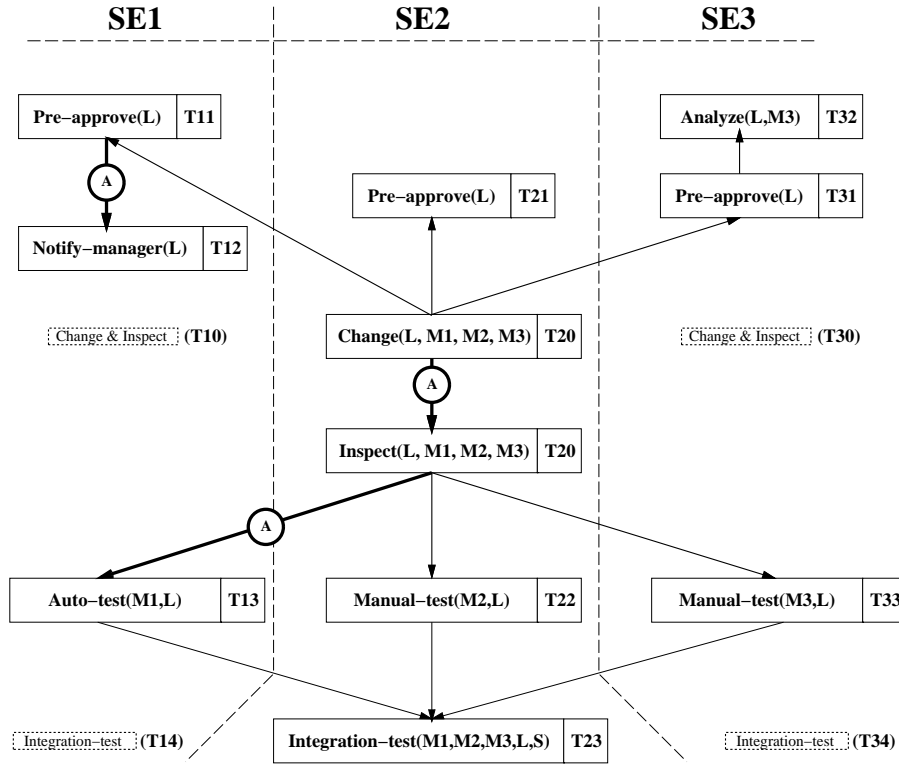 SE1 SE2 SE3
Pre−approve(L) T11
Analyze(L,M3) T32
A
Pre−approve(L) T21
Pre−approve(L) T31
Notify−manager(L) T12
Change & Inspect (T10)
Change(L, M1, M2, M3) T20
Change & Inspect (T30)
A
Inspect(L, M1, M2, M3) T20
A
Auto−test(M1,L) T13
Manual−test(M2,L) T22
Manual−test(M3,L) T33
Integration−test (T14)
Integration−test(M1,M2,M3,L,S) T23
Integration−test (T34)